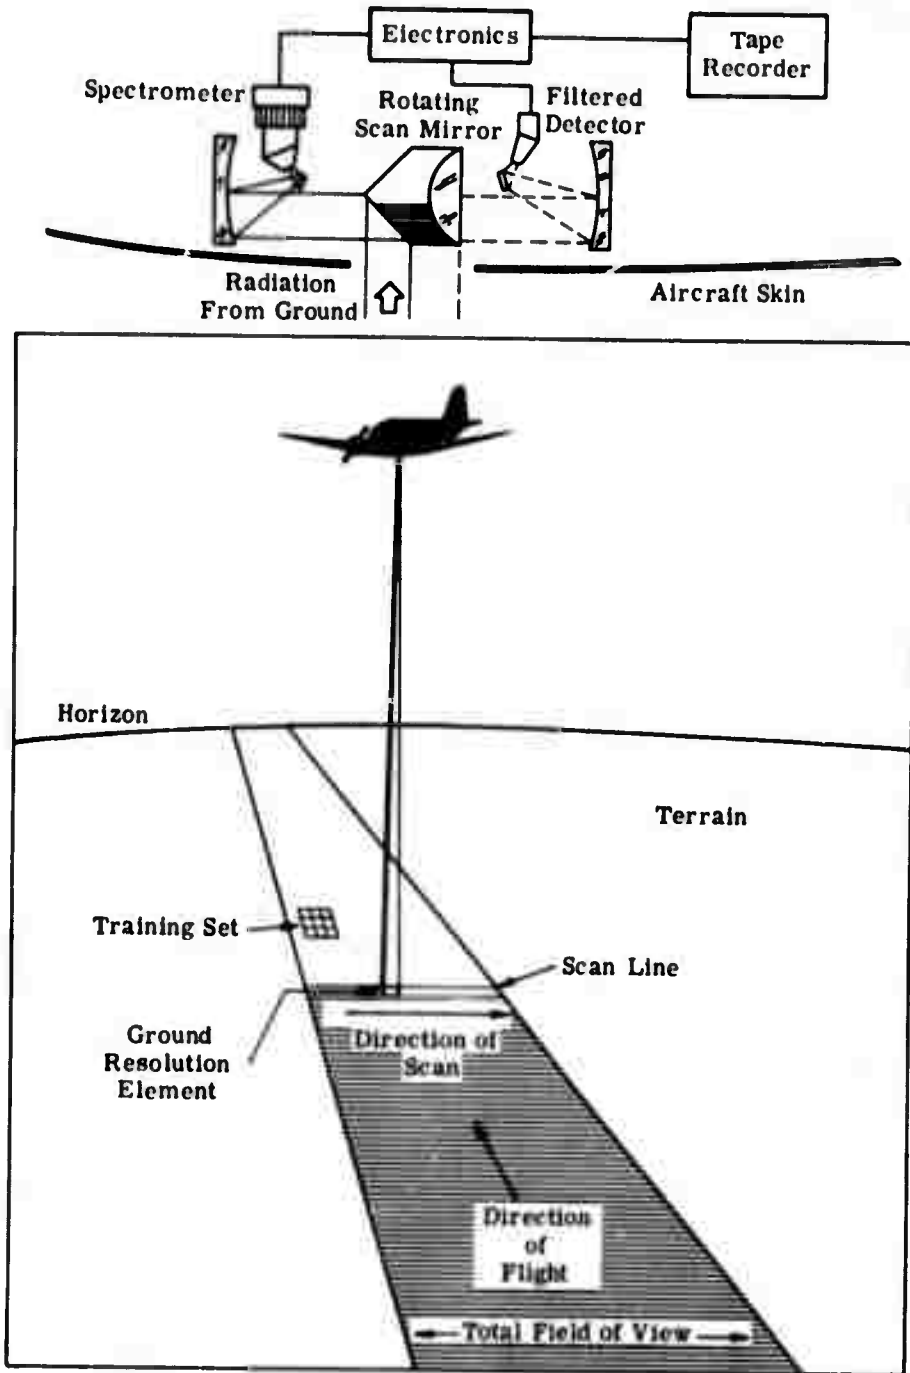 Electronics
Tape
Recorder
Spectrometer
Rotating
Scan Mirror
Filtered
Detector
Radiation
From Ground
Aircraft Skin
Horizon
Terrain
Training Set
Scan Line
Ground
Resolution
Element
Direction of
Scan
Direction
of
Flight
Total Field of View